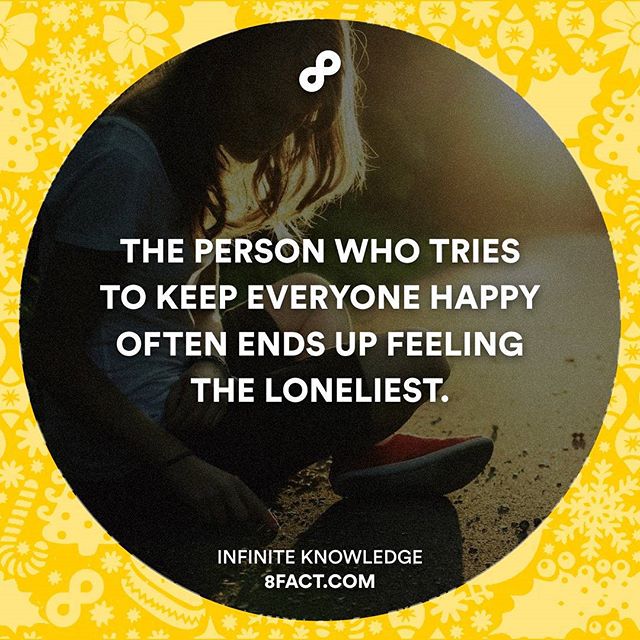 THE PERSON WHO TRIES
TO KEEP EVERYONE HAPPY
OFTEN ENDS UP FEELING
THE LONELIEST.
INFINITE KNOWLEDGE
8FACT.COM